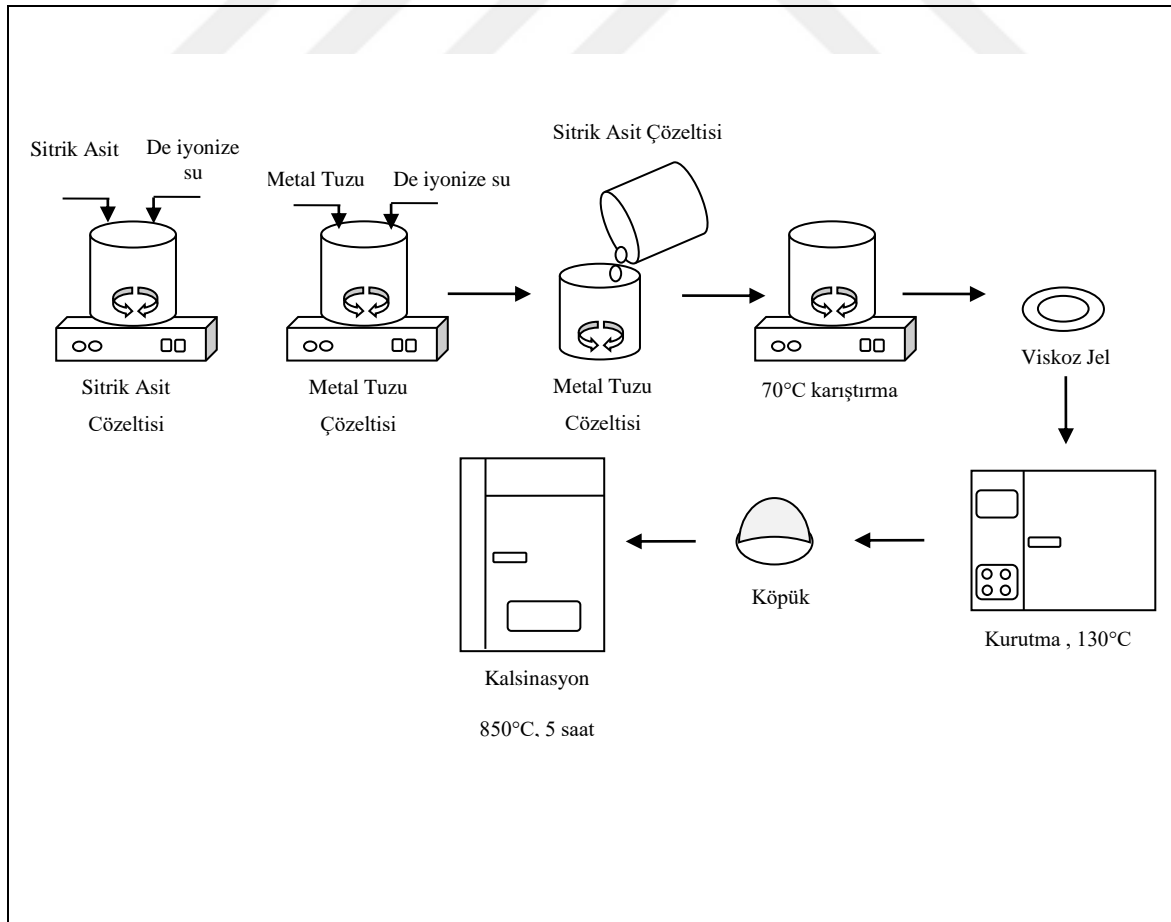 Sitrik Asit
De iyonize
su
Metal Tuzu
De iyonize su
Sitrik Asit Çözeltisi
Sitrik Asit
Cözeltisi
Metal Tuzu
Çözeltisi
Metal Tuzu
Cözeltisi
70°C karıştırma
Viskoz Jel
Kurutma , 130°C
Köpük
Kalsinasyon
850°C, 5 saat